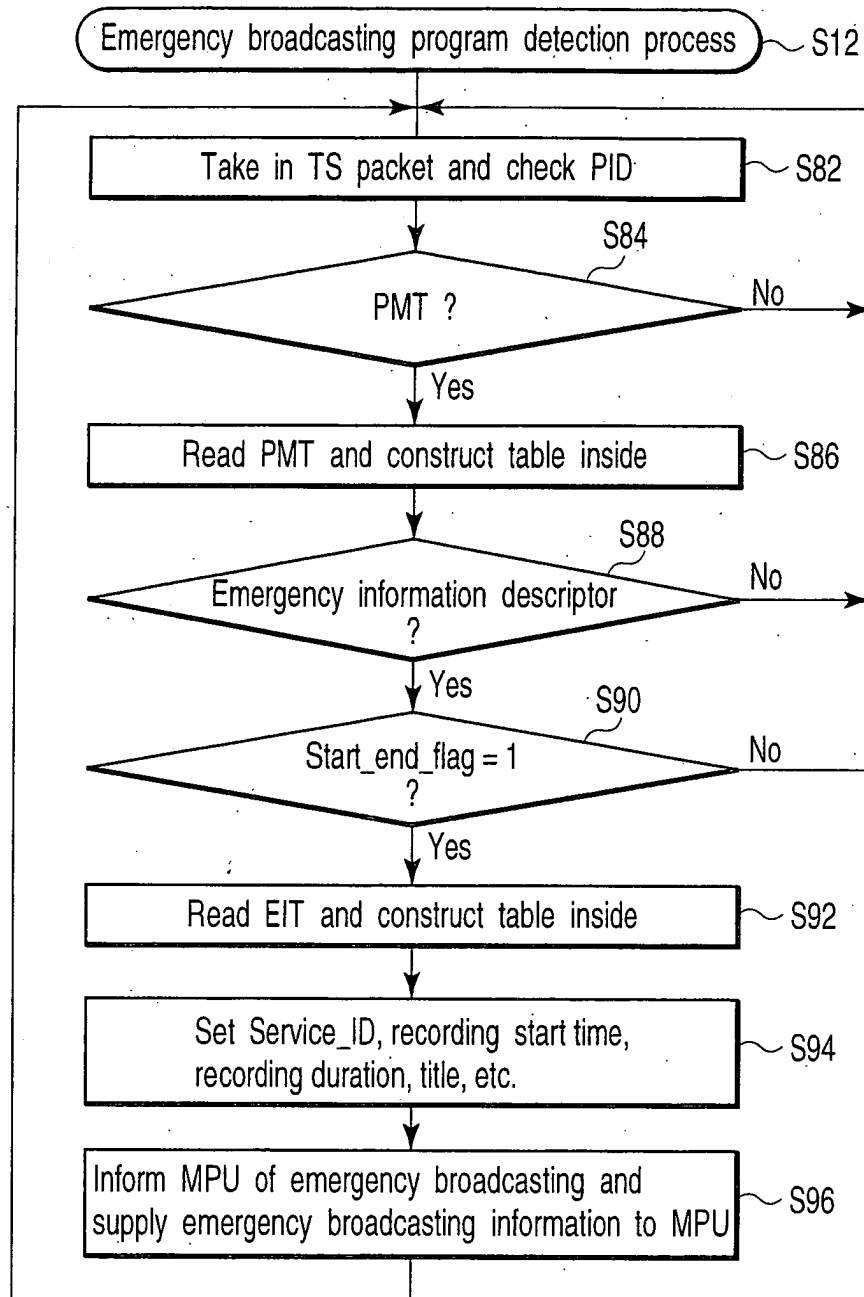 Emergency broadcasting program detection process
S12
Take in TS packet and check PID
S82
S84
PMT ?
No
Yes
Read PMT and construct table inside
S86
S88
Emergency information descriptor
?
No
Yes
S90
Start_end_flag = 1
?
No
Yes
Read EIT and construct table inside
S92
Set Service_ID, recording start time,
recording duration, title, etc.
S94
Inform MPU of emergency broadcasting and
supply emergency broadcasting information to MPU
S96